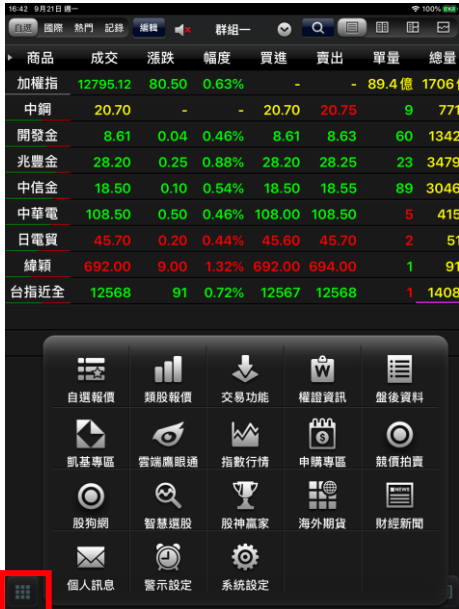 16:42 9月21日 週一 100%
自選 國際 熱門 記錄 編輯 群組一
商品 成交 漲跌 幅度 買進 賣出 單量 總量
加權指 12795.12 80.50 0.63% - - 89.4億 1706
中鋼 20.70 - - 20.70 20.75 9 771
開發金 8.61 0.04 0.46% 8.61 8.63 60 1342
兆豐金 28.20 0.25 0.88% 28.20 28.25 23 3479
中信金 18.50 0.10 0.54% 18.50 18.55 89 3046
中華電 108.50 0.50 0.46% 108.00 108.50 5 415
日電貿 45.70 0.20 0.44% 45.60 45.70 2 51
緯穎 692.00 9.00 1.32% 692.00 694.00 1 91
台指近全 12568 91 0.72% 12567 12568 1 1408
自選報價 類股報價 交易功能 權證資訊 盤後資料
凱基專區 雲端鷹眼通 指數行情 申購專區 競價拍賣
股狗網 智慧選股 股神贏家 海外期貨 財經新聞
個人訊息 警示設定 系統設定